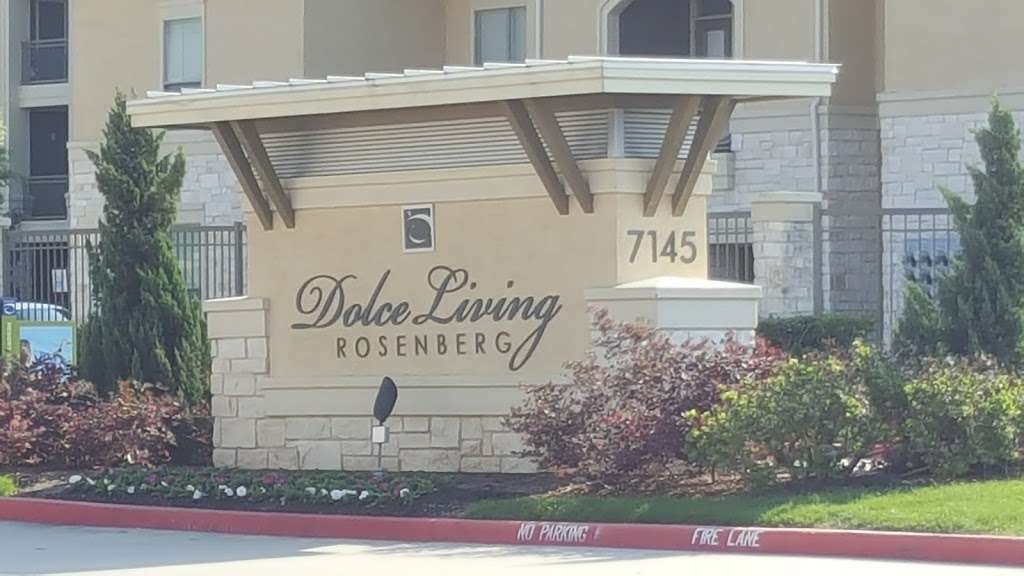 7145
Dolce Living
ROSENBERG
NO PARKING FIRE LANE